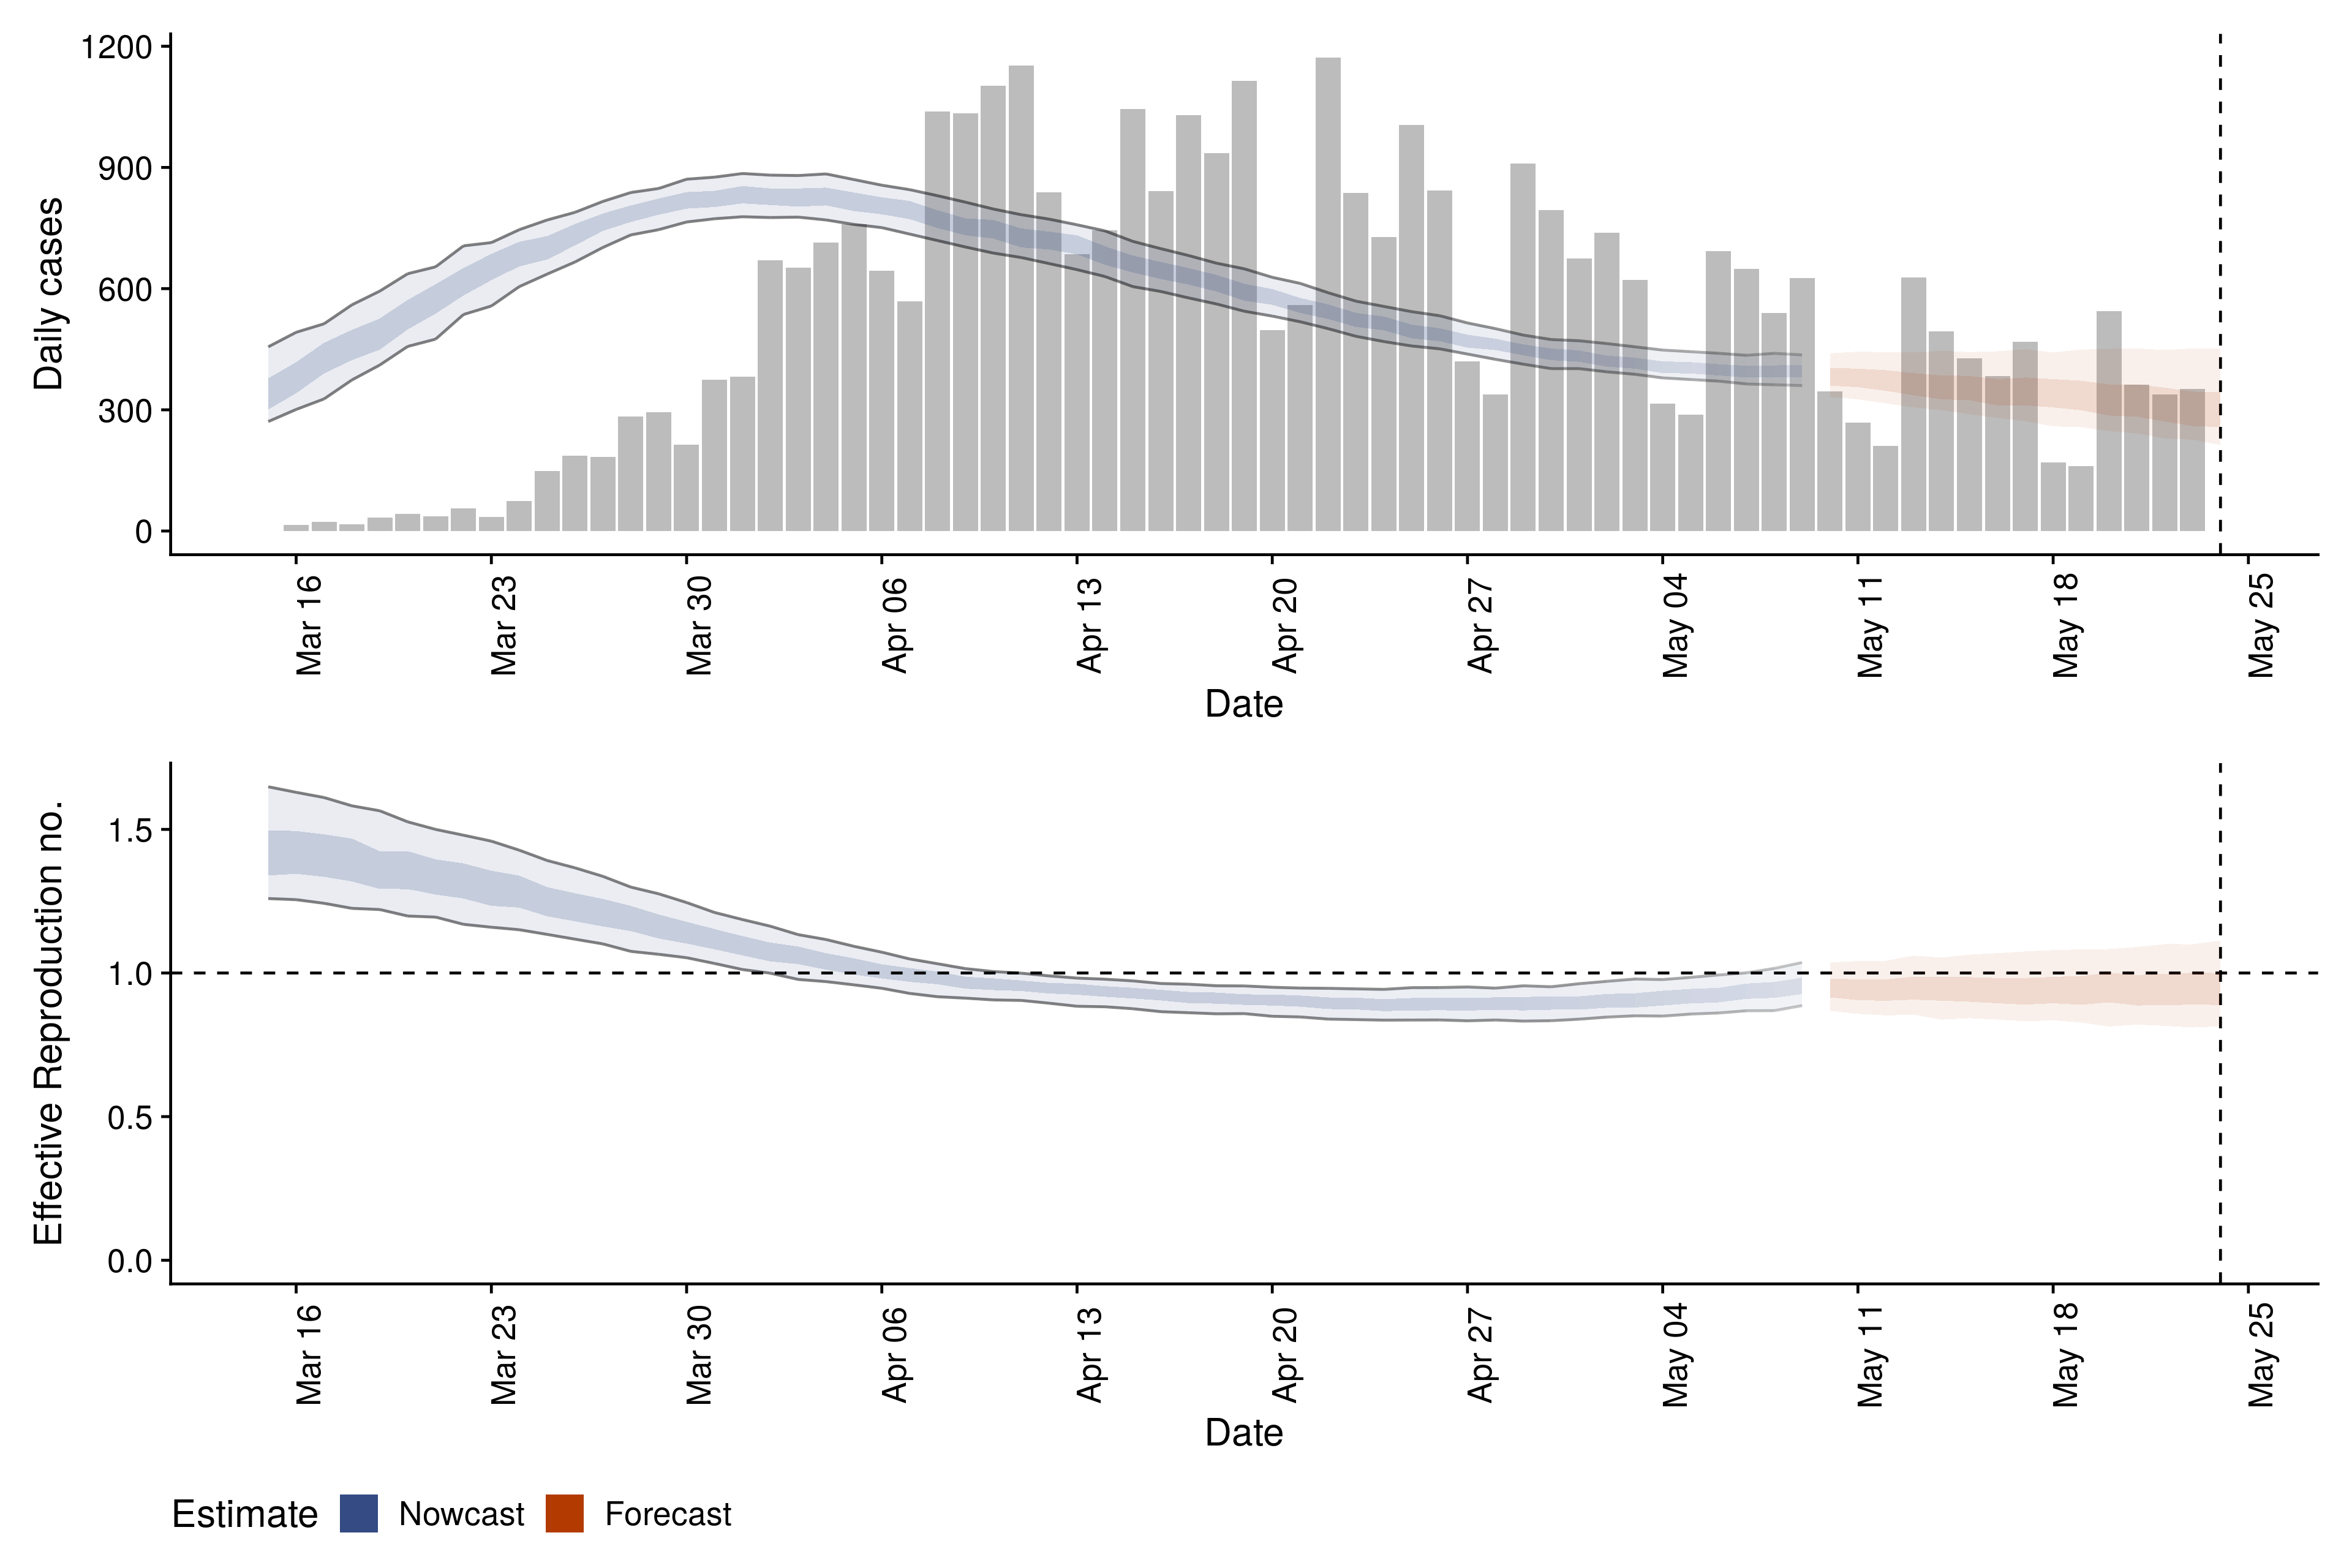 1200
900
600
300
0
Daily cases
Mar 16
Mar 23
Mar 30
Apr 06
Apr 13
Apr 20
Apr 27
May 04
May 11
May 18
May 25
Date
1.5
1.0
0.5
0.0
Effective Reproduction no.
Mar 16
Mar 23
Mar 30
Apr 06
Apr 13
Apr 20
Apr 27
May 04
May 11
May 18
May 25
Date
Estimate Nowcast Forecast